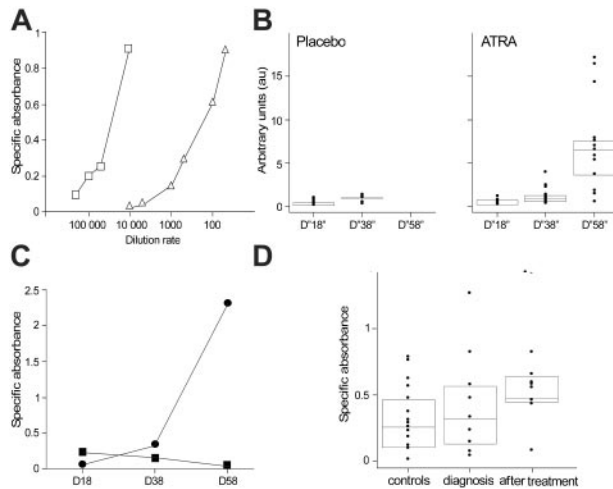 A
Specific absorbance
1
0.8
0.6
0.4
0.2
0
100 000
10 000
1000
100
Dilution rate
B
Placebo
ATRA
Arbitrary units (au)
15
10
5
0
D"18"
D"38"
D"58"
D"18"
D"38"
D"58"
C
Specific absorbance
2.5
2
1.5
1
0.5
0
D18
D38
D58
D
Specific absorbance
1
0.5
0
controls
diagnosis
after treatment